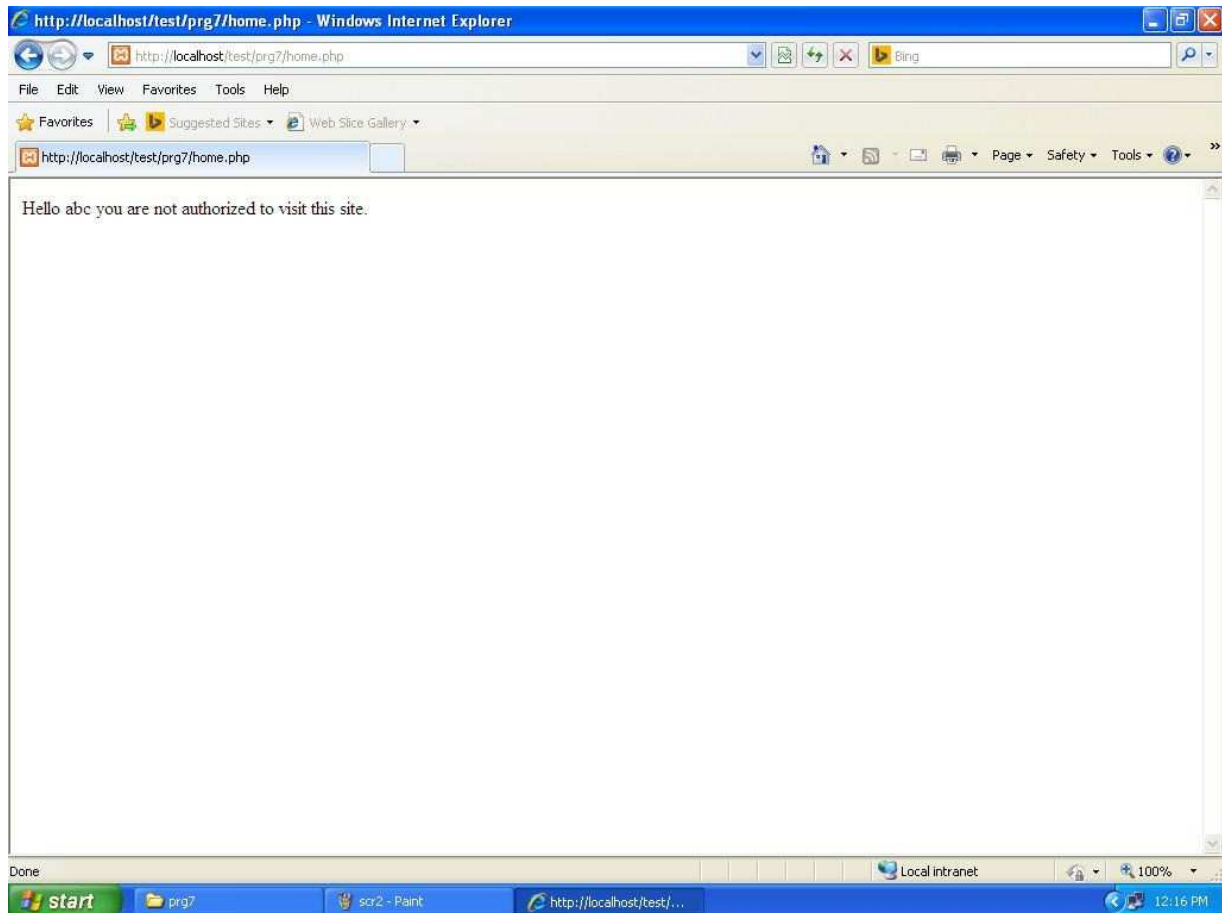 http://localhost/test/prg7/home.php - Windows Internet Explorer
http://localhost/test/prg7/home.php Bing
File Edit View Favorites Tools Help
Favorites Suggested Sites Web Slice Gallery
http://localhost/test/prg7/home.php Page Safety Tools »
Hello abc you are not authorized to visit this site.
Done Local intranet 100%
start prg7 scr2 - Paint http://localhost/test/... 12:16 PM